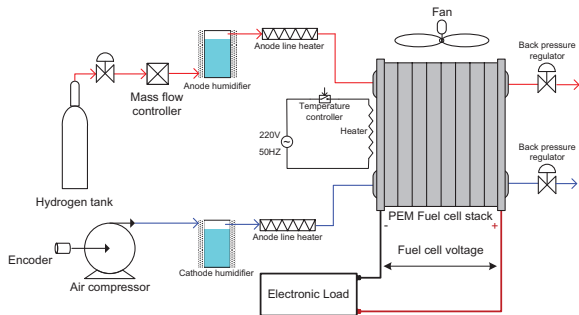 Fan
Anode line heater
Back pressure
regulator
Anode humidifier
Mass flow
controller
Temperature
controller
Heater
220V
50HZ
Back pressure
regulator
Hydrogen tank
PEM Fuel cell stack
- +
Anode line heater
Fuel cell voltage
Encoder
Cathode humidifier
Air compressor
Electronic Load